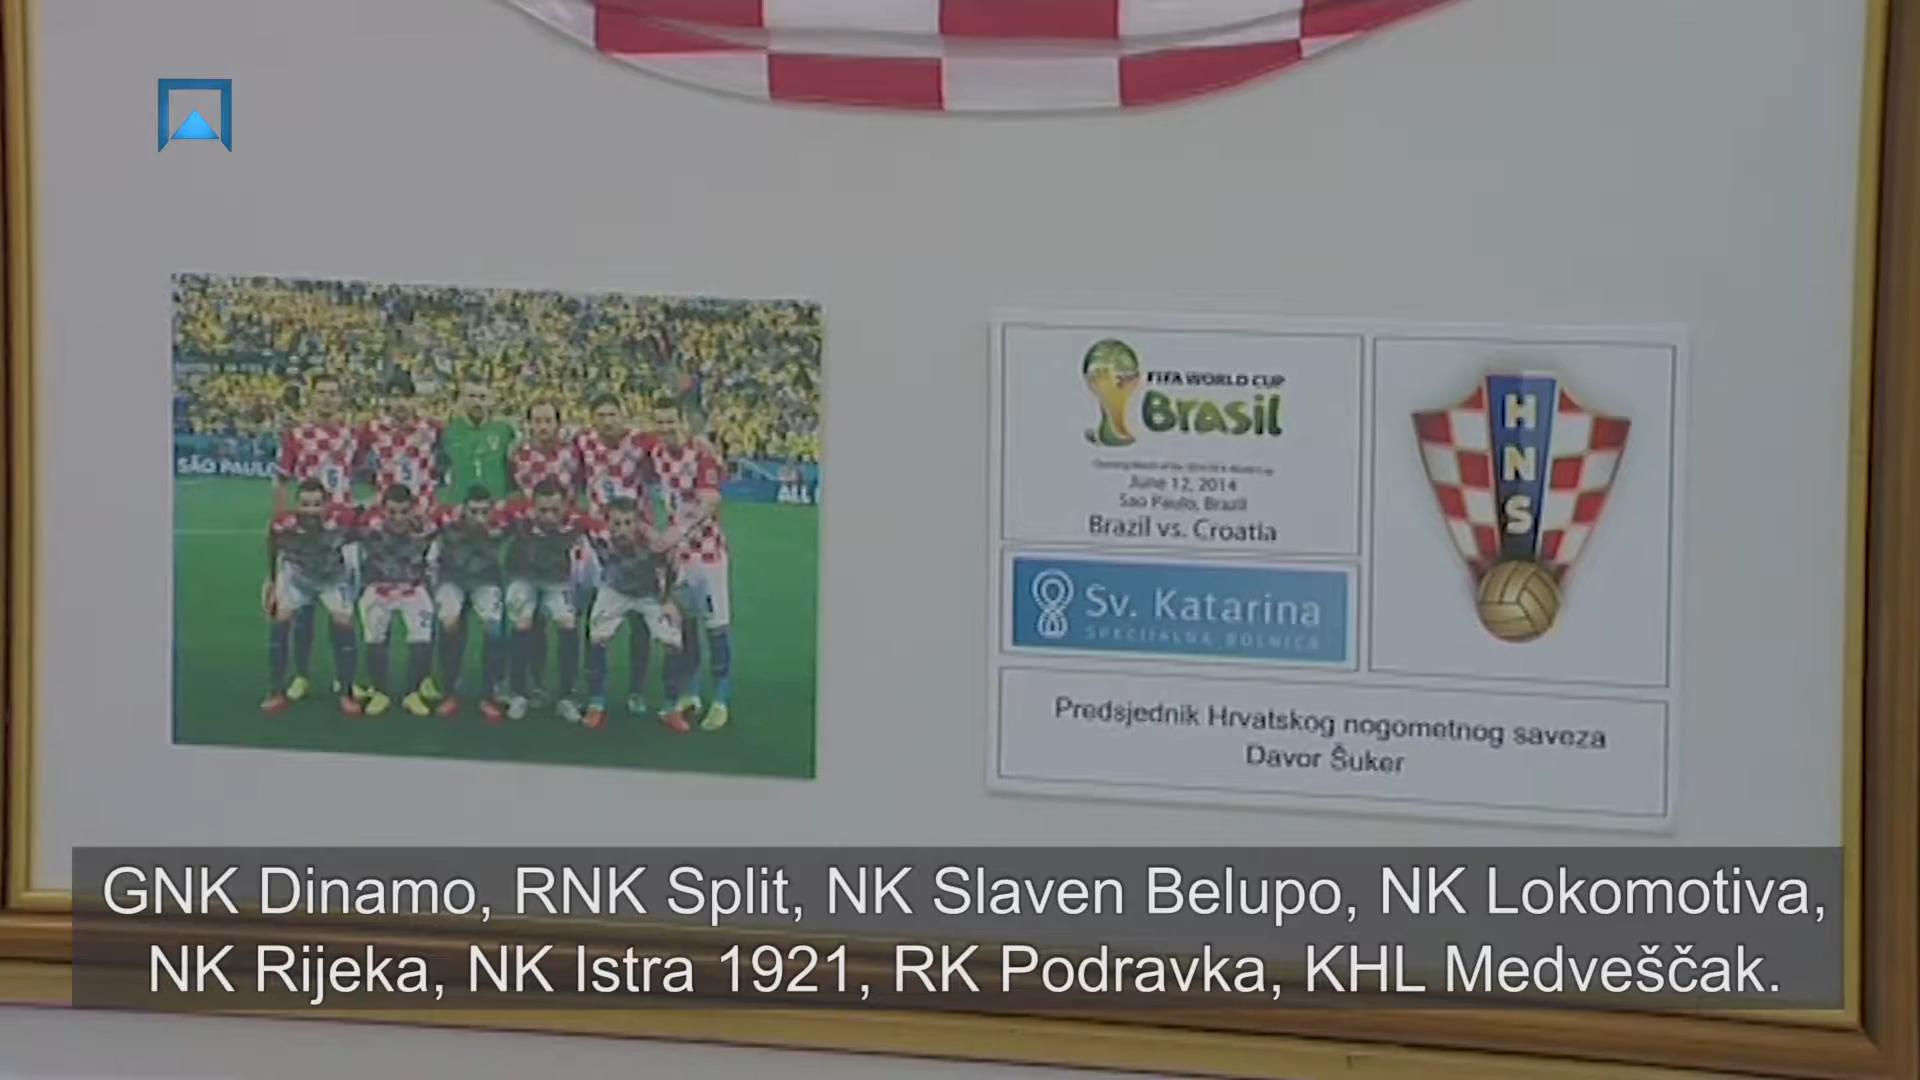 SÃO PAULO
ALL
FIFA WORLD CUP
Brasil
June 12, 2014
Sao Paulo, Brazil
Brazil vs. Croatia
HNS
Sv. Katarina
SPECIJALNA BOLNICA
Predsjednik Hrvatskog nogometnog saveza
Davor Šuker
GNK Dinamo, RNK Split, NK Slaven Belupo, NK Lokomotiva,
NK Rijeka, NK Istra 1921, RK Podravka, KHL Medveščak.